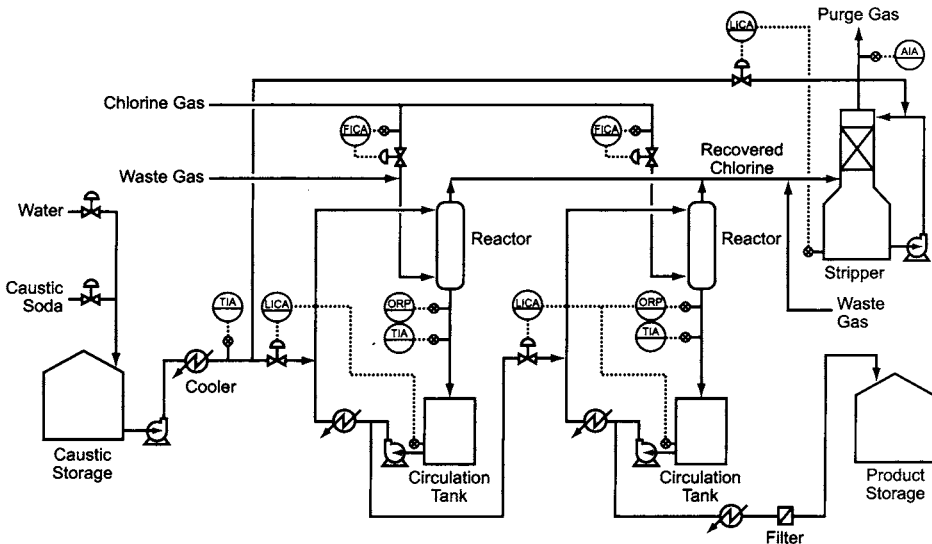 Purge Gas
LICA
AIA
Chlorine Gas
FICA
FICA
Recovered
Chlorine
Waste Gas
Water
Reactor
Reactor
Stripper
Caustic
Soda
TIA
LICA
ORP
LICA
ORP
Waste
Gas
TIA
TIA
Cooler
Caustic
Storage
Circulation
Tank
Circulation
Tank
Product
Storage
Filter